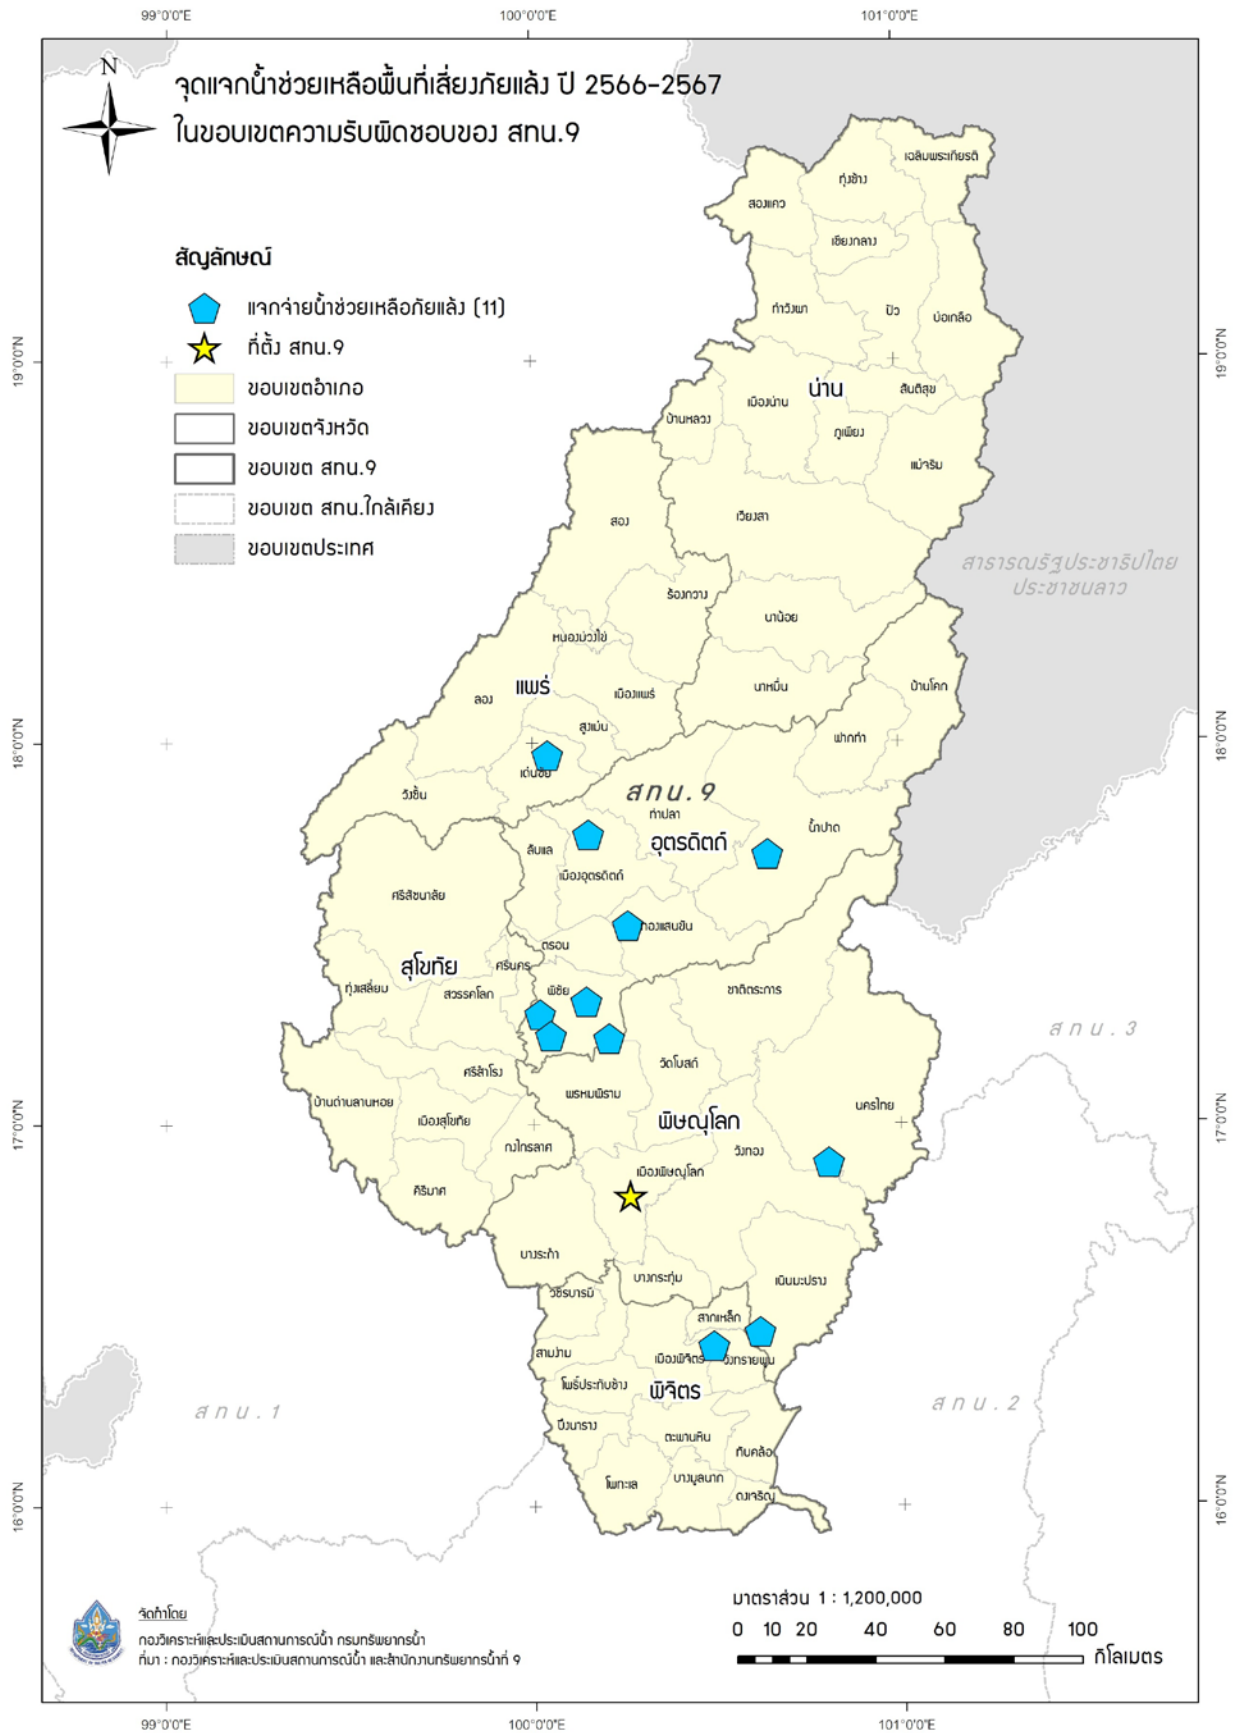 99°0'0"E 100°0'0"E 101°0'0"E
N
จุดแจกน้ำช่วยเหลือพื้นที่เสี่ยงภัยแล้ง ปี 2566-2567
ในขอบเขตความรับผิดชอบของ สทน.9
สัญลักษณ์
แจกจ่ายน้ำช่วยเหลือภัยแล้ง (11)
ที่ตั้ง สทน.9
ขอบเขตอำเภอ
ขอบเขตจังหวัด
ขอบเขต สทน.9
ขอบเขต สทน.ใกล้เคียง
ขอบเขตประเทศ
เฉลิมพระเกียรติ
ทุ่งช้าง
สองแคว
เชียงกลาง
ท่าวังผา
ปัว
บ่อเกลือ
19°0'0"N 19°0'0"N
น่าน
สันติสุข
เมืองน่าน
บ้านหลวง
ภูเพียง
แม่จริม
เวียงสา
สอง
สาธารณรัฐประชาธิปไตย
ประชาชนลาว
ร้องกวาง
นาน้อย
หนองม่วงไข่
แพร่
ลอง
เมืองแพร่
นาหมื่น
บ้านโคก
สูงเม่น
18°0'0"N 18°0'0"N
ฟากท่า
เด่นชัย
วังชิ้น
สทน.9
ท่าปลา
น้ำปาด
อุตรดิตถ์
ลับแล
เมืองอุตรดิตถ์
ศรีสัชนาลัย
ทองแสนขัน
ตรอน
สุโขทัย
ศรีนคร
ทุ่งเสลี่ยม
สวรรคโลก
พิชัย
ชาติตระการ
สทน.3
วัดโบสถ์
ศรีสำโรง
พรหมพิราม
บ้านด่านลานหอย
เมืองสุโขทัย
นครไทย
17°0'0"N 17°0'0"N
พิษณุโลก
กงไกรลาศ
วังทอง
เมืองพิษณุโลก
คีรีมาศ
บางระกำ
บางกระทุ่ม
เนินมะปราง
วชิรบารมี
สากเหล็ก
สามง่าม
เมืองพิจิตร
วังทรายพูน
โพธิ์ประทับช้าง
พิจิตร
สทน.1
สทน.2
บึงนาราง
ตะพานหิน
ทับคล้อ
โพทะเล
บางมูลนาก
ดงเจริญ
16°0'0"N 16°0'0"N
มาตราส่วน 1 : 1,200,000
0 10 20 40 60 80 100
กิโลเมตร
จัดทำโดย
กองวิเคราะห์และประเมินสถานการณ์น้ำ กรมทรัพยากรน้ำ
ที่มา : กองวิเคราะห์และประเมินสถานการณ์น้ำ และสำนักงานทรัพยากรน้ำที่ 9
99°0'0"E 100°0'0"E 101°0'0"E